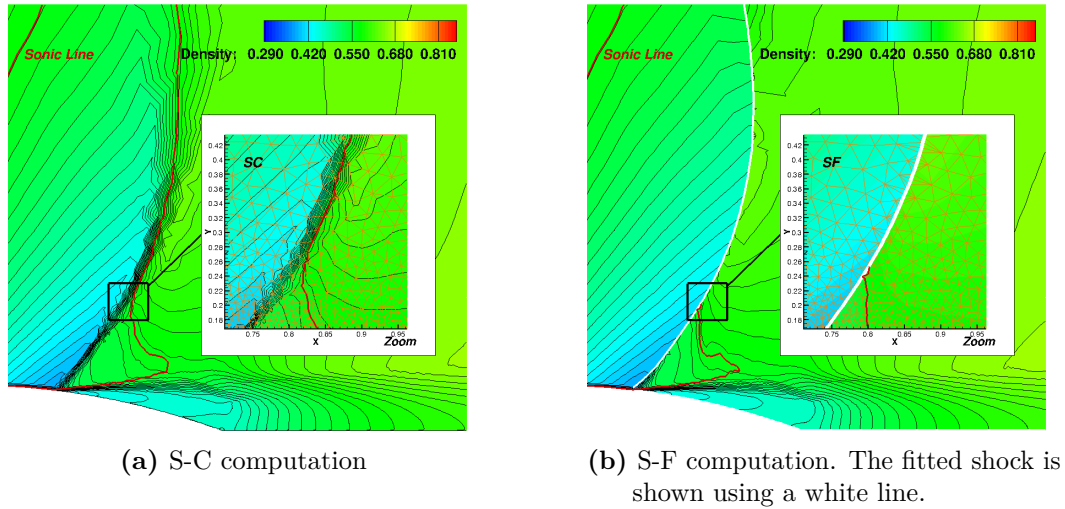 Sonic Line
Density: 0.290 0.420 0.550 0.680 0.810
SC
0.42
0.4
0.38
0.36
0.34
0.32
0.3
0.28
0.26
0.24
0.22
0.2
0.18
0.16
Y
0.75 0.8 0.85 0.9 0.95
X
Zoom
(a) S-C computation
Sonic Line
Density: 0.290 0.420 0.550 0.680 0.810
SF
0.42
0.4
0.38
0.36
0.34
0.32
0.3
0.28
0.26
0.24
0.22
0.2
0.18
0.16
Y
0.75 0.8 0.85 0.9 0.95
X
Zoom
(b) S-F computation. The fitted shock is
shown using a white line.